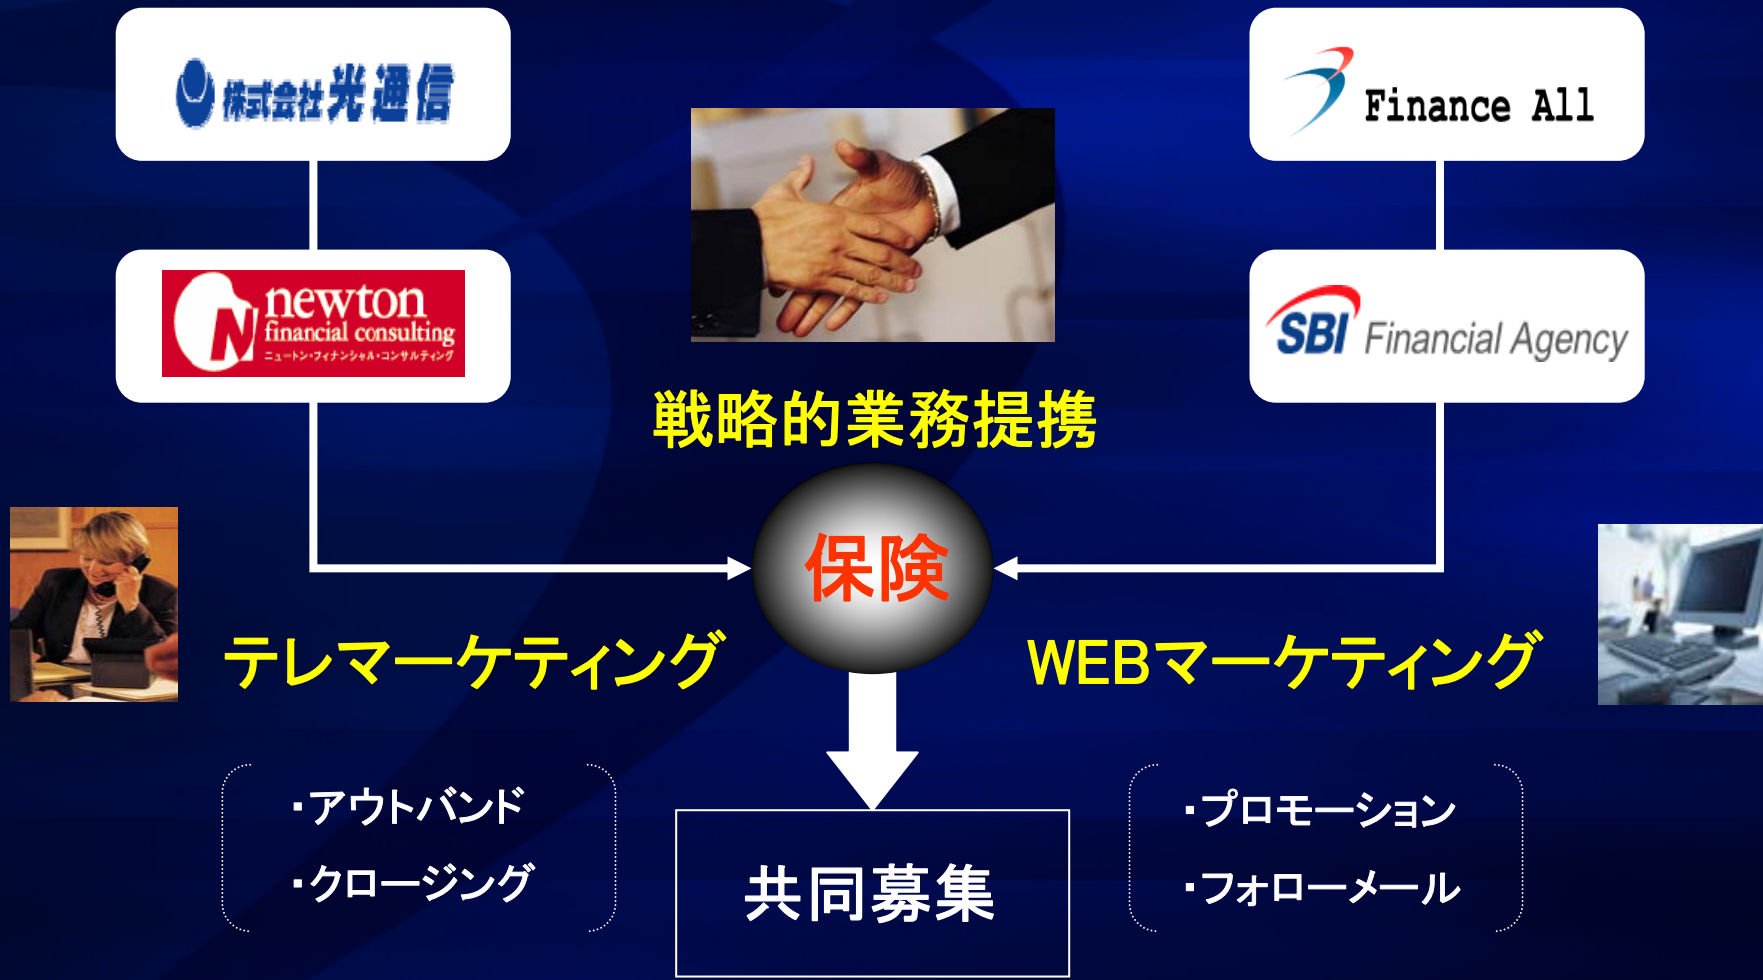 株式会社光通信
Finance All
newton
financial consulting
ニュートン・フィナンシャル・コンサルティング
SBI Financial Agency
戦略的業務提携
保険
テレマーケティング
WEBマーケティング
・アウトバンド
・クロージング
・プロモーション
・フォローメール
共同募集